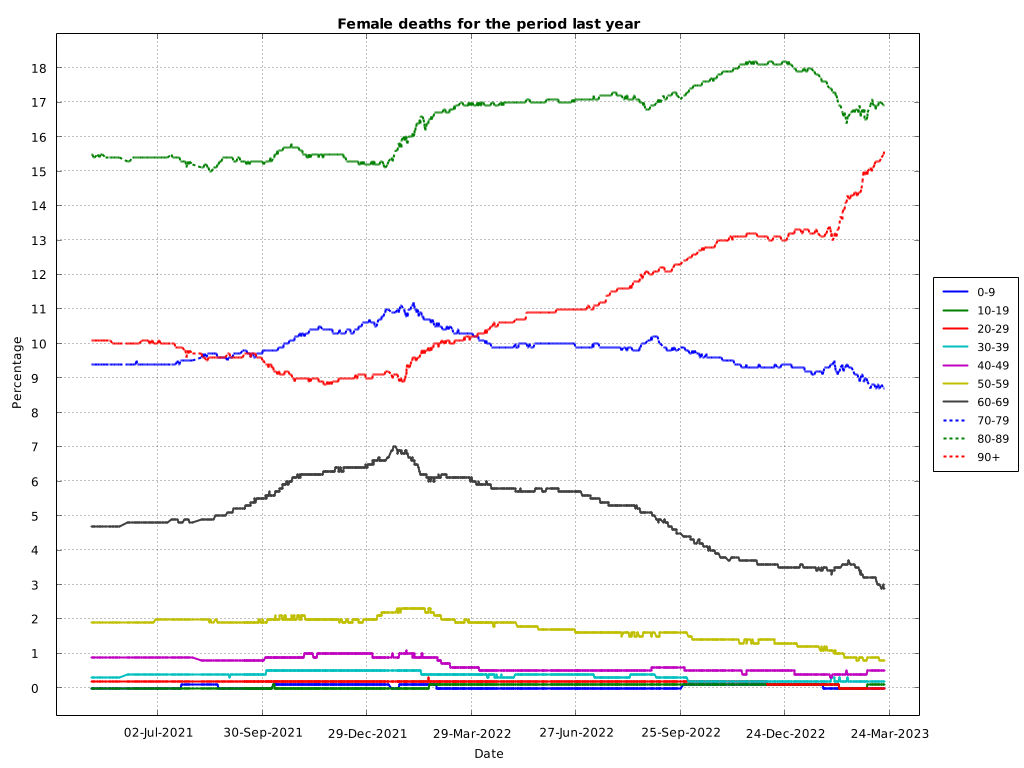 Female deaths for the period last year
Percentage
18
17
16
15
14
13
12
11
10
9
8
7
6
5
4
3
2
1
0
02-Jul-2021
30-Sep-2021
29-Dec-2021
29-Mar-2022
27-Jun-2022
25-Sep-2022
24-Dec-2022
24-Mar-2023
Date
0-9
10-19
20-29
30-39
40-49
50-59
60-69
70-79
80-89
90+